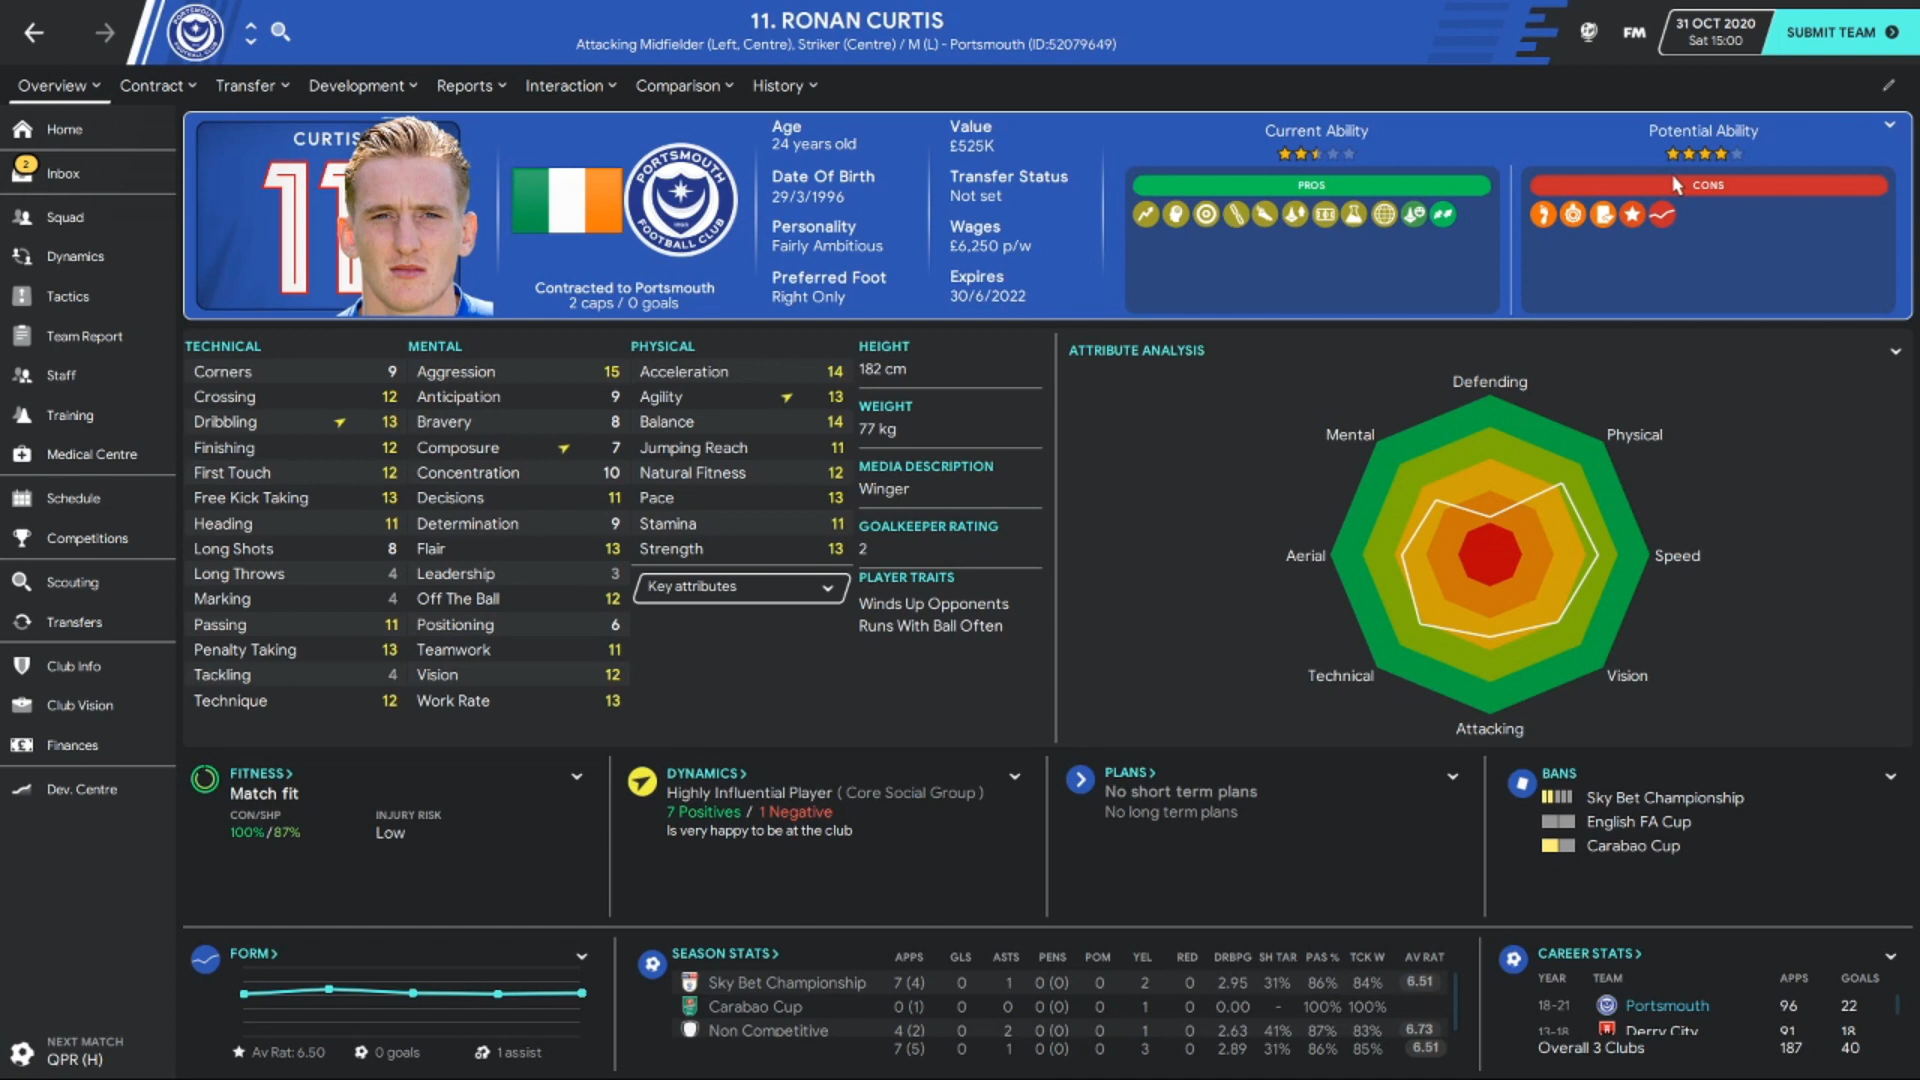 11. RONAN CURTIS
Attacking Midfielder (Left, Centre), Striker (Centre) / M (L) - Portsmouth (ID:52079649)
FM
31 OCT 2020
Sat 15:00
SUBMIT TEAM
Overview
Contract
Transfer
Development
Reports
Interaction
Comparison
History
Home
2
Inbox
Squad
Dynamics
Tactics
Team Report
Staff
Training
Medical Centre
Schedule
Competitions
Scouting
Transfers
Club Info
Club Vision
Finances
Dev. Centre
NEXT MATCH
QPR (H)
CURTIS
11
PORTSMOUTH
FOOTBALL CLUB
Contracted to Portsmouth
2 caps / 0 goals
Age
24 years old
Date Of Birth
29/3/1996
Personality
Fairly Ambitious
Preferred Foot
Right Only
Value
£525K
Transfer Status
Not set
Wages
£6,250 p/w
Expires
30/6/2022
Current Ability
PROS
Potential Ability
CONS
TECHNICAL
Corners 9
Crossing 12
Dribbling 13
Finishing 12
First Touch 12
Free Kick Taking 13
Heading 11
Long Shots 8
Long Throws 4
Marking 4
Passing 11
Penalty Taking 13
Tackling 4
Technique 12
MENTAL
Aggression 15
Anticipation 9
Bravery 8
Composure 7
Concentration 10
Decisions 11
Determination 9
Flair 13
Leadership 3
Off The Ball 12
Positioning 6
Teamwork 11
Vision 12
Work Rate 13
PHYSICAL
Acceleration 14
Agility 13
Balance 14
Jumping Reach 11
Natural Fitness 12
Pace 13
Stamina 11
Strength 13
Key attributes
HEIGHT
182 cm
WEIGHT
77 kg
MEDIA DESCRIPTION
Winger
GOALKEEPER RATING
2
PLAYER TRAITS
Winds Up Opponents
Runs With Ball Often
ATTRIBUTE ANALYSIS
Defending
Physical
Speed
Vision
Attacking
Technical
Aerial
Mental
FITNESS>
Match fit
CON/SHP
100%/87%
INJURY RISK
Low
DYNAMICS>
Highly Influential Player ( Core Social Group )
7 Positives / 1 Negative
Is very happy to be at the club
PLANS>
No short term plans
No long term plans
BANS
Sky Bet Championship
English FA Cup
Carabao Cup
FORM>
Av Rat: 6.50
0 goals
1 assist
SEASON STATS> APPS GLS ASTS PENS POM YEL RED DRBPG SH TAR PAS % TCK W AV RAT
Sky Bet Championship 7 (4) 0 1 0 (0) 0 2 0 2.95 31% 86% 84% 6.51
Carabao Cup 0 (1) 0 0 0 (0) 0 1 0 0.00 - 100% 100%
Non Competitive 4 (2) 0 2 0 (0) 0 1 0 2.63 41% 87% 83% 6.73
7 (5) 0 1 0 (0) 0 3 0 2.89 31% 86% 85% 6.51
CAREER STATS>
YEAR TEAM APPS GOALS
18-21 Portsmouth 96 22
13-18 Derry City 91 18
Overall 3 Clubs 187 40